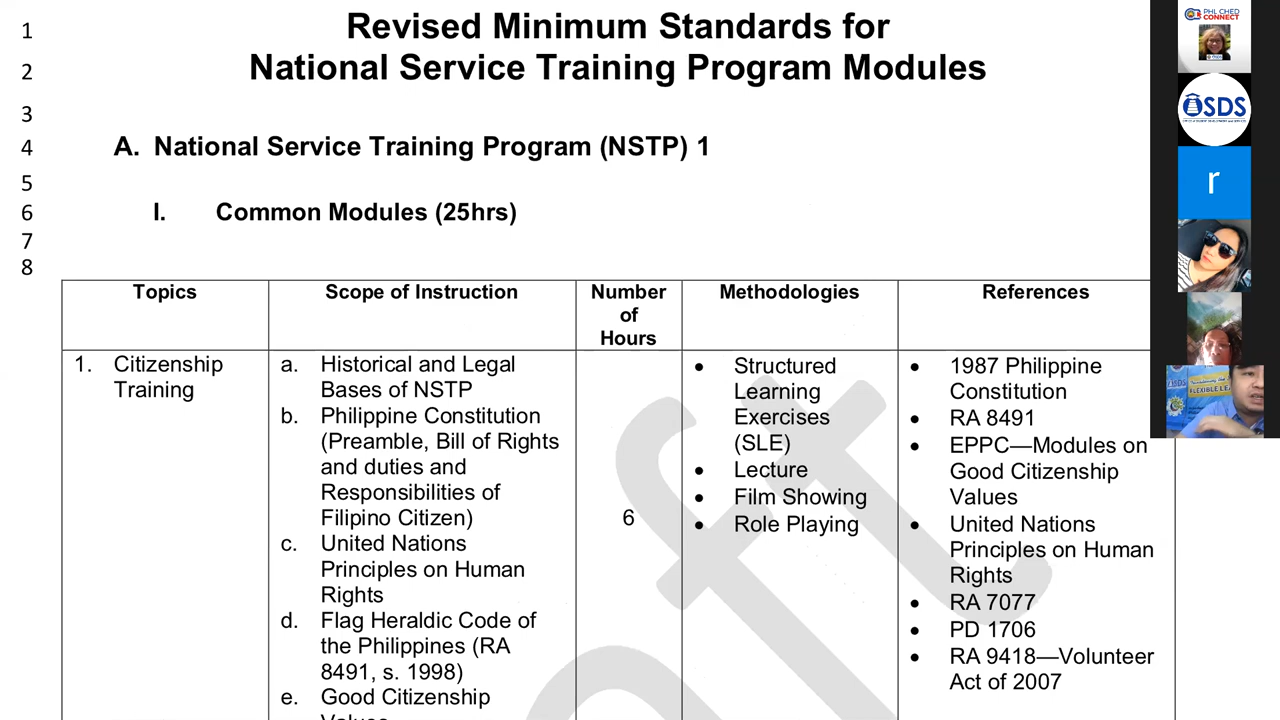 1
Revised Minimum Standards for
2
National Service Training Program Modules
3
4
A. National Service Training Program (NSTP) 1
5
6
I. Common Modules (25hrs)
7
8
Topics
Scope of Instruction
Number
of
Hours
Methodologies
References
1. Citizenship
Training
a. Historical and Legal
Bases of NSTP
b. Philippine Constitution
(Preamble, Bill of Rights
and duties and
Responsibilities of
Filipino Citizen)
c. United Nations
Principles on Human
Rights
d. Flag Heraldic Code of
the Philippines (RA
8491, s. 1998)
e. Good Citizenship
Values
6
• Structured
Learning
Exercises
(SLE)
• Lecture
• Film Showing
• Role Playing
• 1987 Philippine
Constitution
• RA 8491
• EPPC—Modules on
Good Citizenship
Values
• United Nations
Principles on Human
Rights
• RA 7077
• PD 1706
• RA 9418—Volunteer
Act of 2007
PHL CHED
CONNECT
OSDS
r
FLEXIBLE